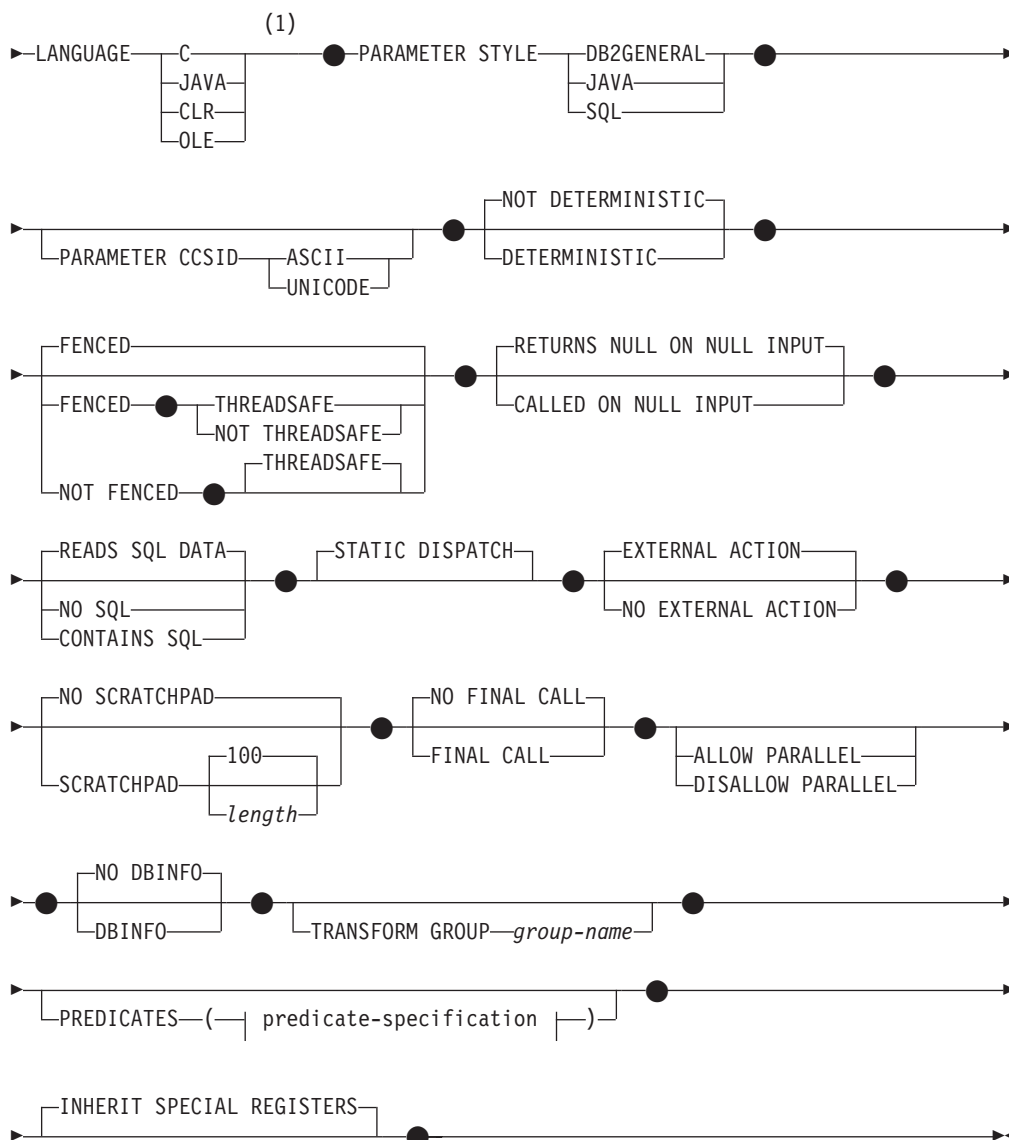 (1)
LANGUAGE C PARAMETER STYLE DB2GENERAL
JAVA JAVA
CLR SQL
OLE
NOT DETERMINISTIC
PARAMETER CCSID ASCII DETERMINISTIC
UNICODE
FENCED RETURNS NULL ON NULL INPUT
FENCED THREADSAFE CALLED ON NULL INPUT
NOT THREADSAFE
THREADSAFE
NOT FENCED
READS SQL DATA STATIC DISPATCH EXTERNAL ACTION
NO SQL NO EXTERNAL ACTION
CONTAINS SQL
NO SCRATCHPAD NO FINAL CALL
100 FINAL CALL ALLOW PARALLEL
SCRATCHPAD DISALLOW PARALLEL
length
NO DBINFO
DBINFO TRANSFORM GROUP group-name
PREDICATES ( predicate-specification )
INHERIT SPECIAL REGISTERS